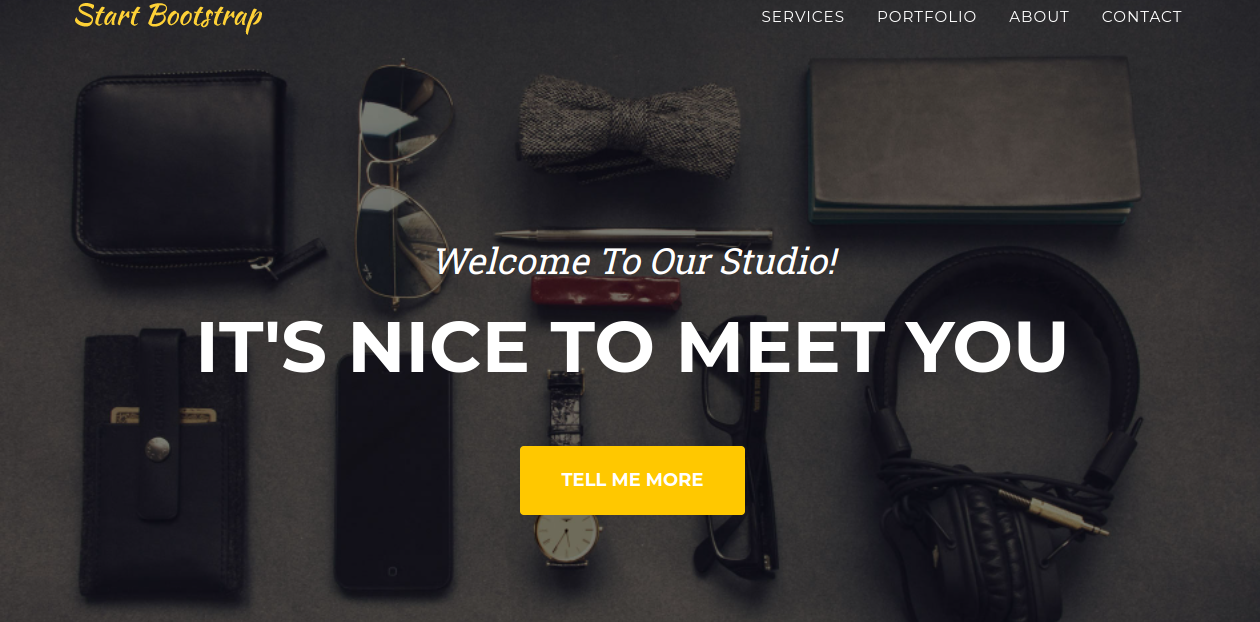 Start Bootstrap
SERVICES PORTFOLIO ABOUT CONTACT
Welcome To Our Studio!
IT'S NICE TO MEET YOU
TELL ME MORE